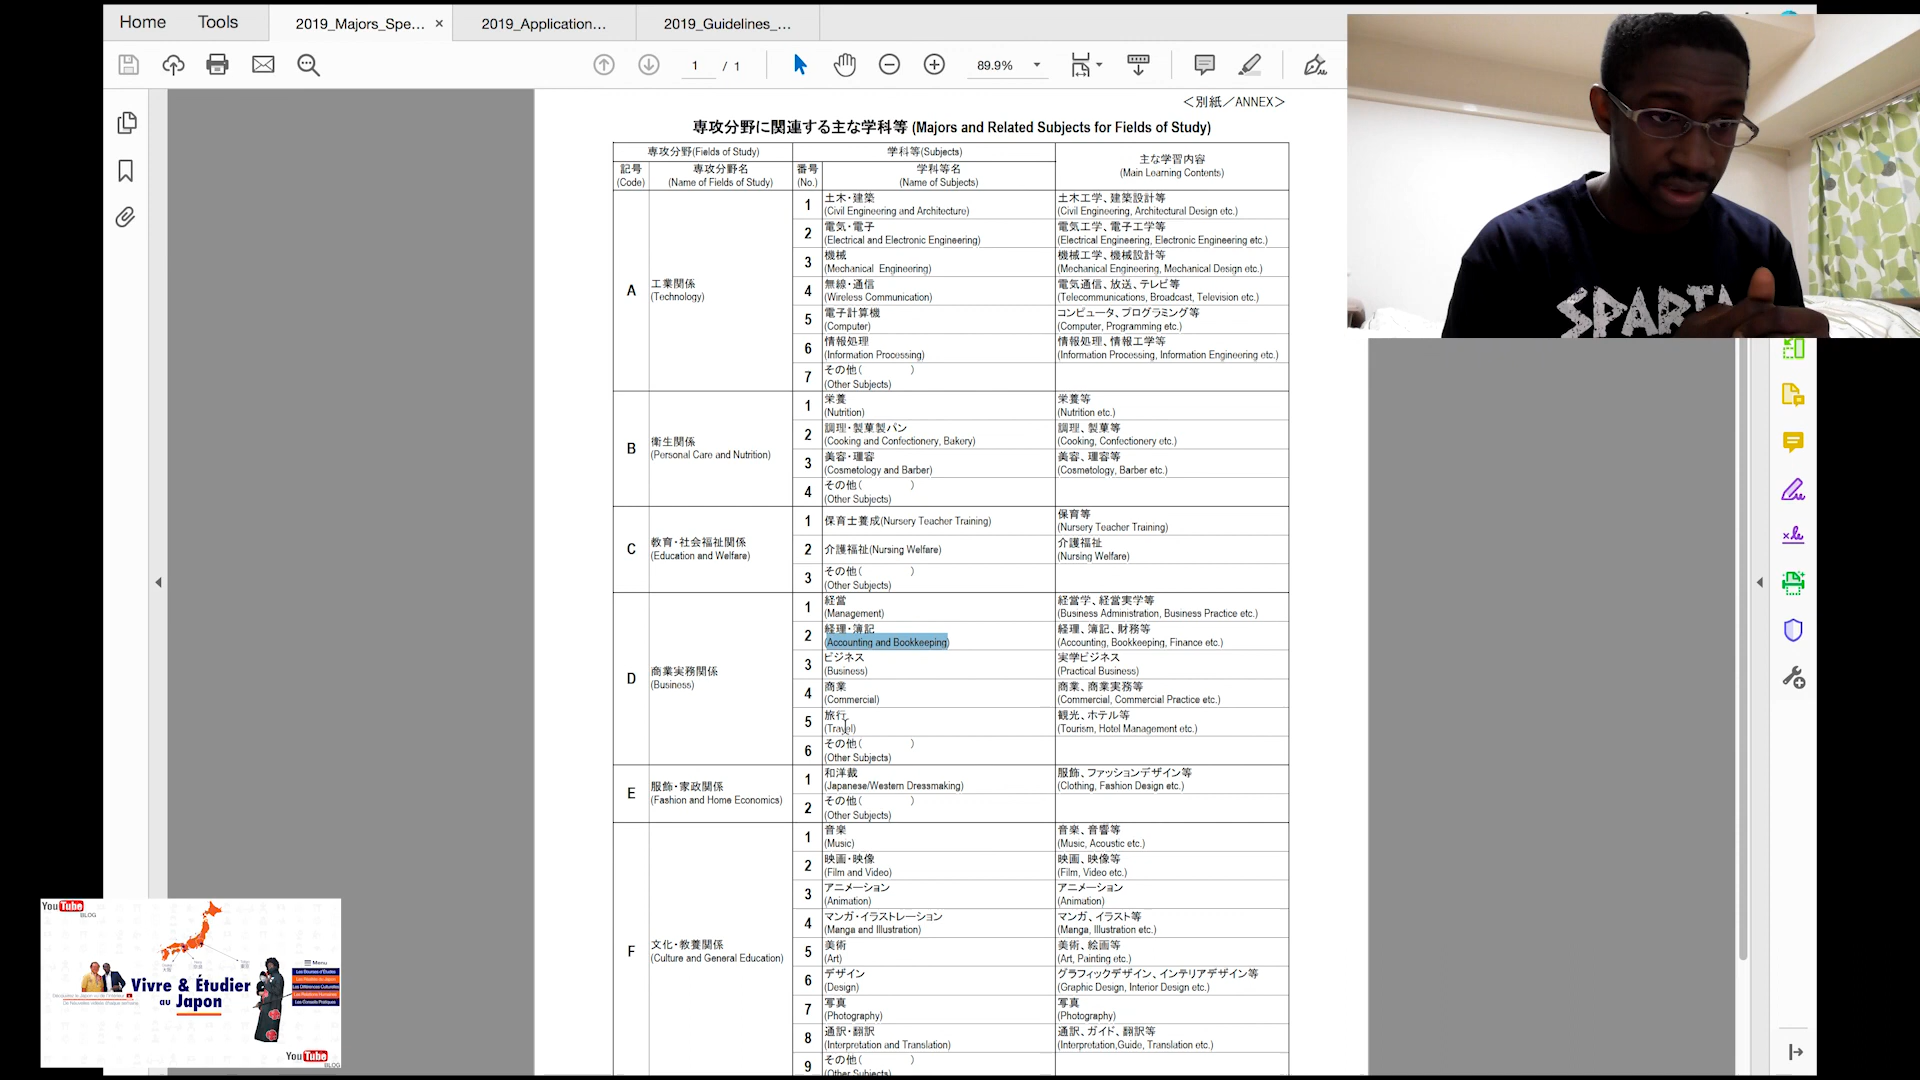 Home
Tools
2019_Majors_Spe...
2019_Application...
2019_Guidelines_...
1 / 1
89.9%
＜別紙／ANNEX＞
専攻分野に関連する主な学科等 (Majors and Related Subjects for Fields of Study)
専攻分野(Fields of Study)
学科等(Subjects)
主な学習内容
(Main Learning Contents)
記号
(Code)
専攻分野名
(Name of Fields of Study)
番号
(No.)
学科等名
(Name of Subjects)
A
工業関係
(Technology)
1
土木・建築
(Civil Engineering and Architecture)
土木工学、建築設計等
(Civil Engineering, Architectural Design etc.)
2
電気・電子
(Electrical and Electronic Engineering)
電気工学、電子工学等
(Electrical Engineering, Electronic Engineering etc.)
3
機械
(Mechanical Engineering)
機械工学、機械設計等
(Mechanical Engineering, Mechanical Design etc.)
4
無線・通信
(Wireless Communication)
電気通信、放送、テレビ等
(Telecommunications, Broadcast, Television etc.)
5
電子計算機
(Computer)
コンピュータ、プログラミング等
(Computer, Programming etc.)
6
情報処理
(Information Processing)
情報処理、情報工学等
(Information Processing, Information Engineering etc.)
7
その他( )
(Other Subjects)
B
衛生関係
(Personal Care and Nutrition)
1
栄養
(Nutrition)
栄養等
(Nutrition etc.)
2
調理・製菓製パン
(Cooking and Confectionery, Bakery)
調理、製菓等
(Cooking, Confectionery etc.)
3
美容・理容
(Cosmetology and Barber)
美容、理容等
(Cosmetology, Barber etc.)
4
その他( )
(Other Subjects)
C
教育・社会福祉関係
(Education and Welfare)
1
保育士養成(Nursery Teacher Training)
保育等
(Nursery Teacher Training)
2
介護福祉(Nursing Welfare)
介護福祉
(Nursing Welfare)
3
その他( )
(Other Subjects)
D
商業実務関係
(Business)
1
経営
(Management)
経営学、経営実学等
(Business Administration, Business Practice etc.)
2
経理・簿記
(Accounting and Bookkeeping)
経理、簿記、財務等
(Accounting, Bookkeeping, Finance etc.)
3
ビジネス
(Business)
実学ビジネス
(Practical Business)
4
商業
(Commercial)
商業、商業実務等
(Commercial, Commercial Practice etc.)
5
旅行
(Travel)
観光、ホテル等
(Tourism, Hotel Management etc.)
6
その他( )
(Other Subjects)
E
服飾・家政関係
(Fashion and Home Economics)
1
和洋裁
(Japanese/Western Dressmaking)
服飾、ファッションデザイン等
(Clothing, Fashion Design etc.)
2
その他( )
(Other Subjects)
F
文化・教養関係
(Culture and General Education)
1
音楽
(Music)
音楽、音響等
(Music, Acoustic etc.)
2
映画・映像
(Film and Video)
映画、映像等
(Film, Video etc.)
3
アニメーション
(Animation)
アニメーション
(Animation)
4
マンガ・イラストレーション
(Manga and Illustration)
マンガ、イラスト等
(Manga, Illustration etc.)
5
美術
(Art)
美術、絵画等
(Art, Painting etc.)
6
デザイン
(Design)
グラフィックデザイン、インテリアデザイン等
(Graphic Design, Interior Design etc.)
7
写真
(Photography)
写真
(Photography)
8
通訳・翻訳
(Interpretation and Translation)
通訳、ガイド、翻訳等
(Interpretation,Guide, Translation etc.)
9
その他( )
(Other Subjects)
SPARTA
YouTube
BLOG
Menu
Vivre & Étudier
au Japon
YouTube
BLOG